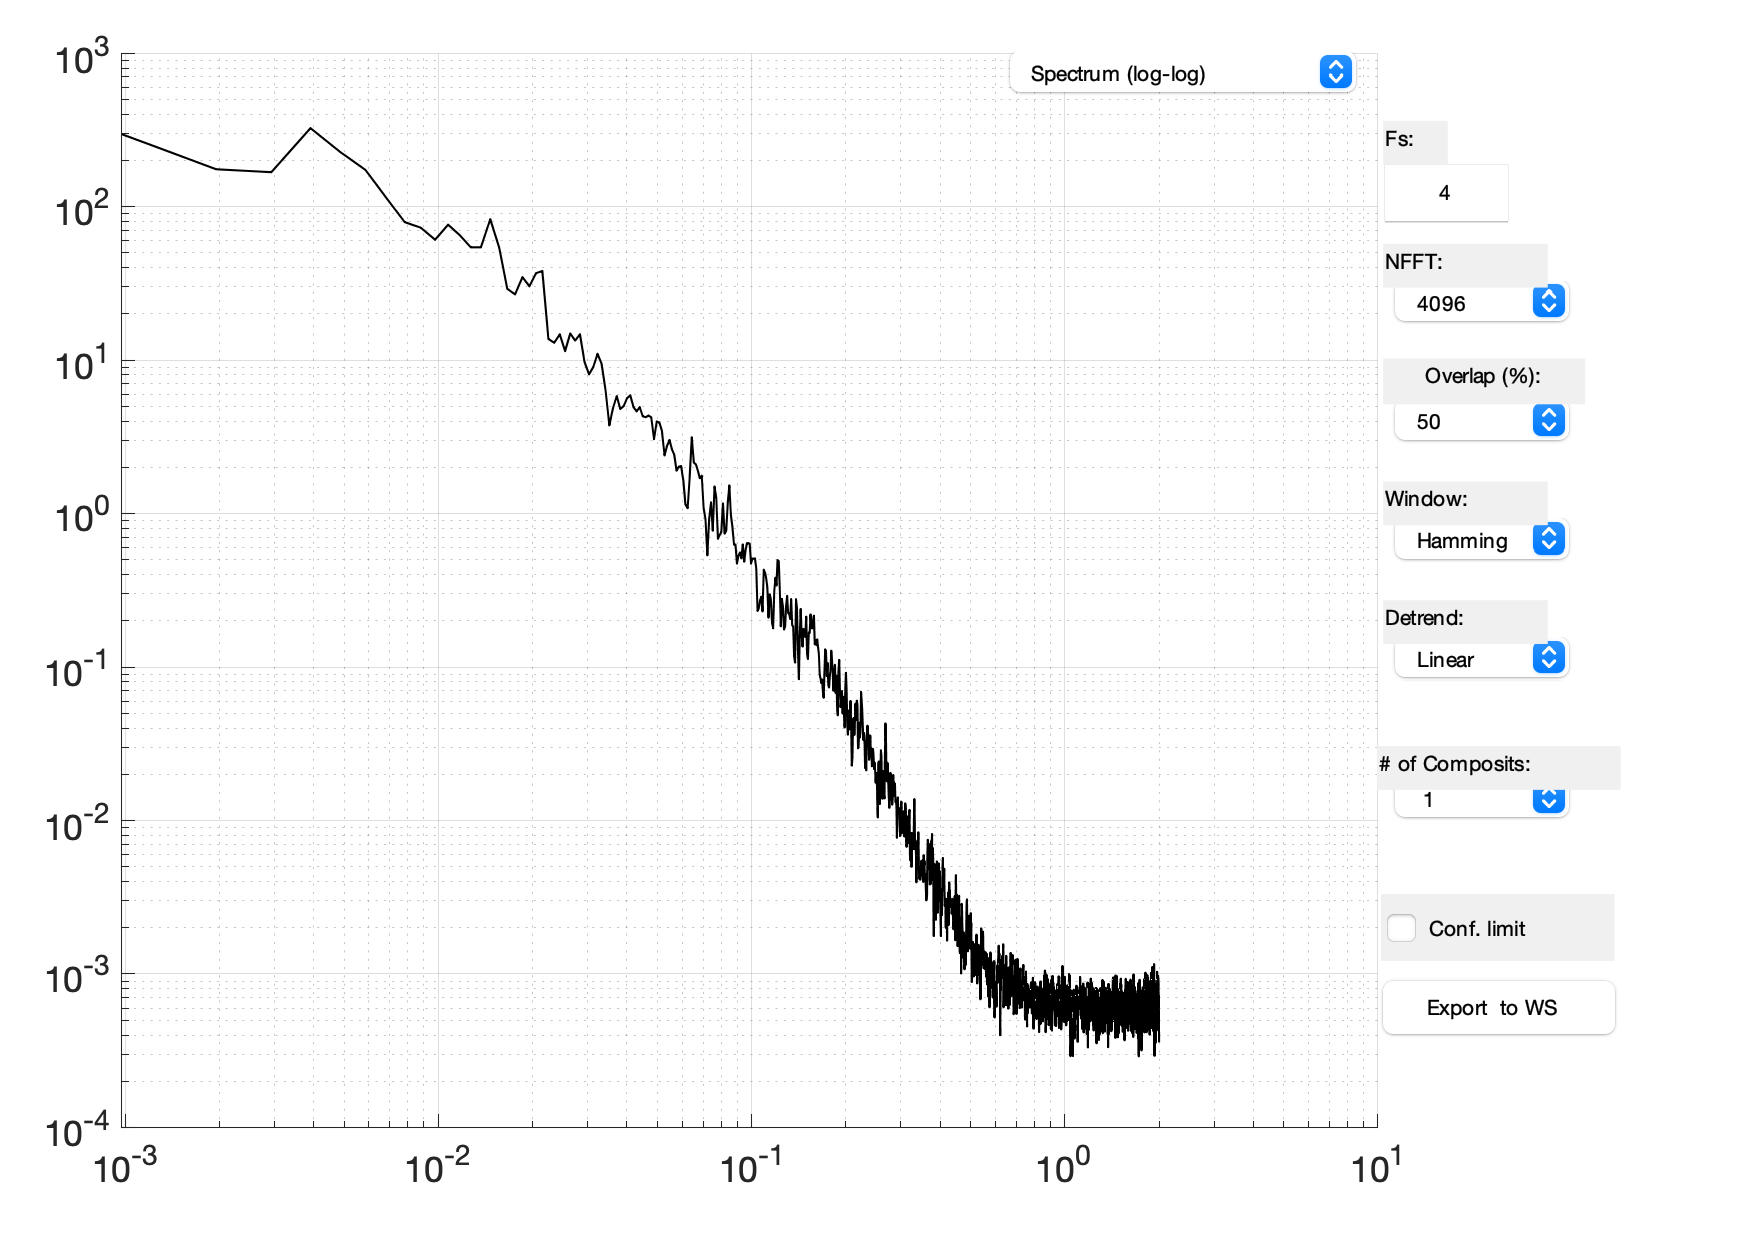 10^3
10^2
10^1
10^0
10^-1
10^-2
10^-3
10^-4
10^-3 10^-2 10^-1 10^0 10^1
Spectrum (log-log)
Fs:
4
NFFT:
4096
Overlap (%):
50
Window:
Hamming
Detrend:
Linear
# of Composits:
1
Conf. limit
Export to WS